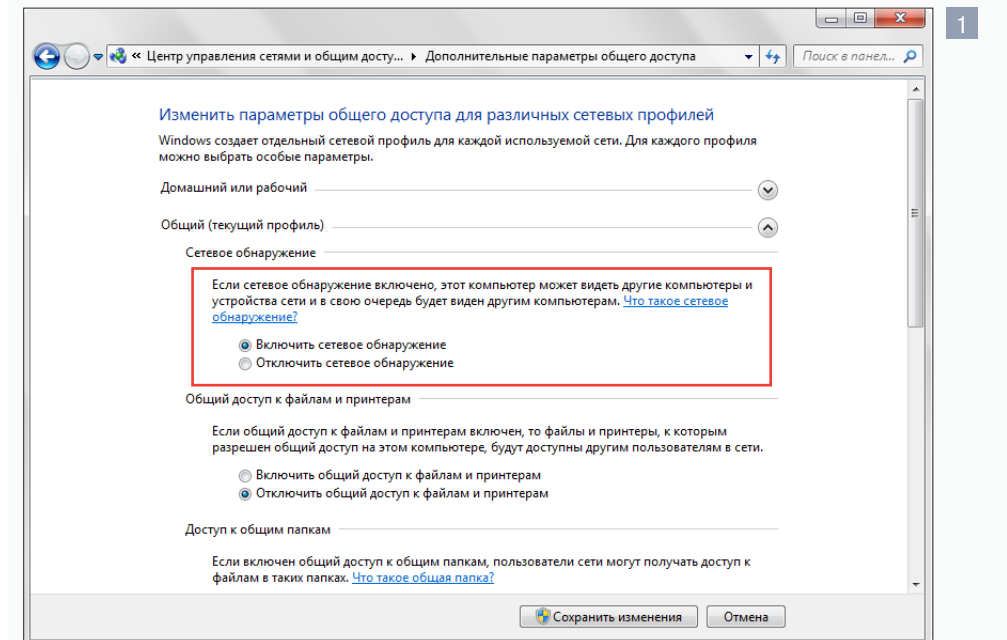 1
« Центр управления сетями и общим досту... Дополнительные параметры общего доступа Поиск в панел...
Изменить параметры общего доступа для различных сетевых профилей
Windows создает отдельный сетевой профиль для каждой используемой сети. Для каждого профиля
можно выбрать особые параметры.
Домашний или рабочий
Общий (текущий профиль)
Сетевое обнаружение
Если сетевое обнаружение включено, этот компьютер может видеть другие компьютеры и
устройства сети и в свою очередь будет виден другим компьютерам. Что такое сетевое
обнаружение?
Включить сетевое обнаружение
Отключить сетевое обнаружение
Общий доступ к файлам и принтерам
Если общий доступ к файлам и принтерам включен, то файлы и принтеры, к которым
разрешен общий доступ на этом компьютере, будут доступны другим пользователям в сети.
Включить общий доступ к файлам и принтерам
Отключить общий доступ к файлам и принтерам
Доступ к общим папкам
Если включен общий доступ к общим папкам, пользователи сети могут получать доступ к
файлам в таких папках. Что такое общая папка?
Сохранить изменения Отмена